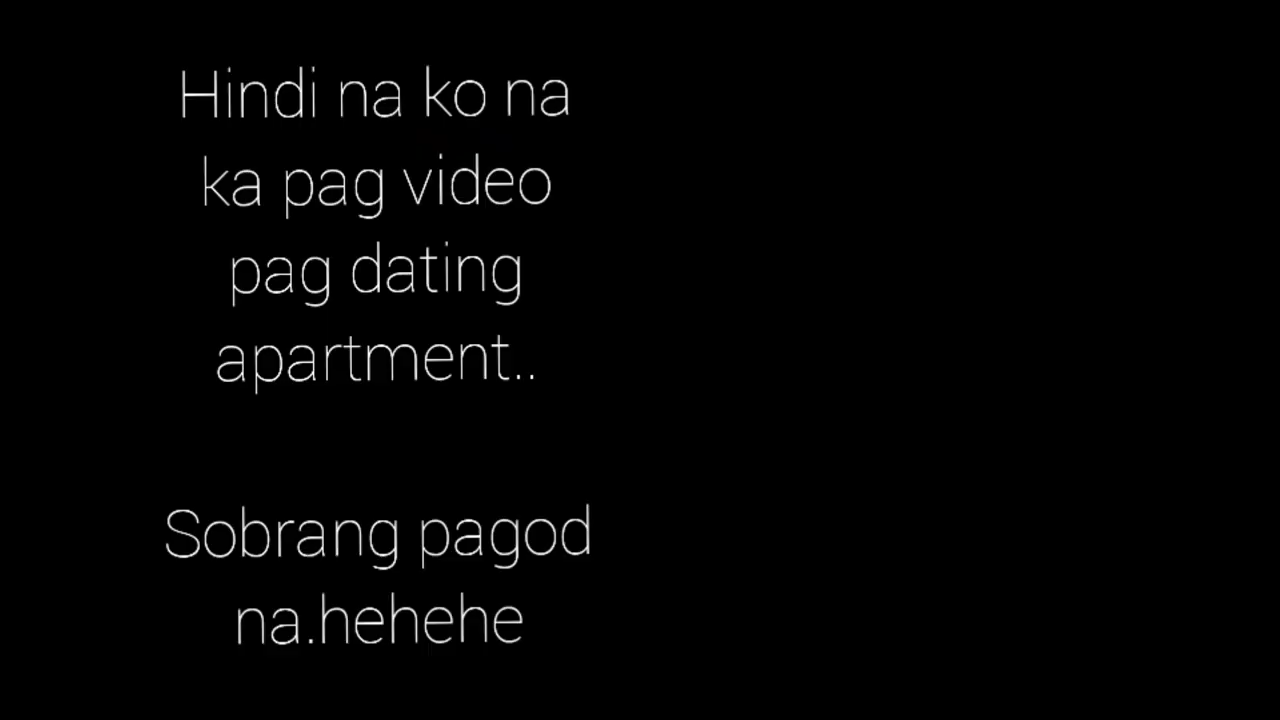 Hindi na ko na
ka pag video
pag dating
apartment..
Sobrang pagod
na.hehehe